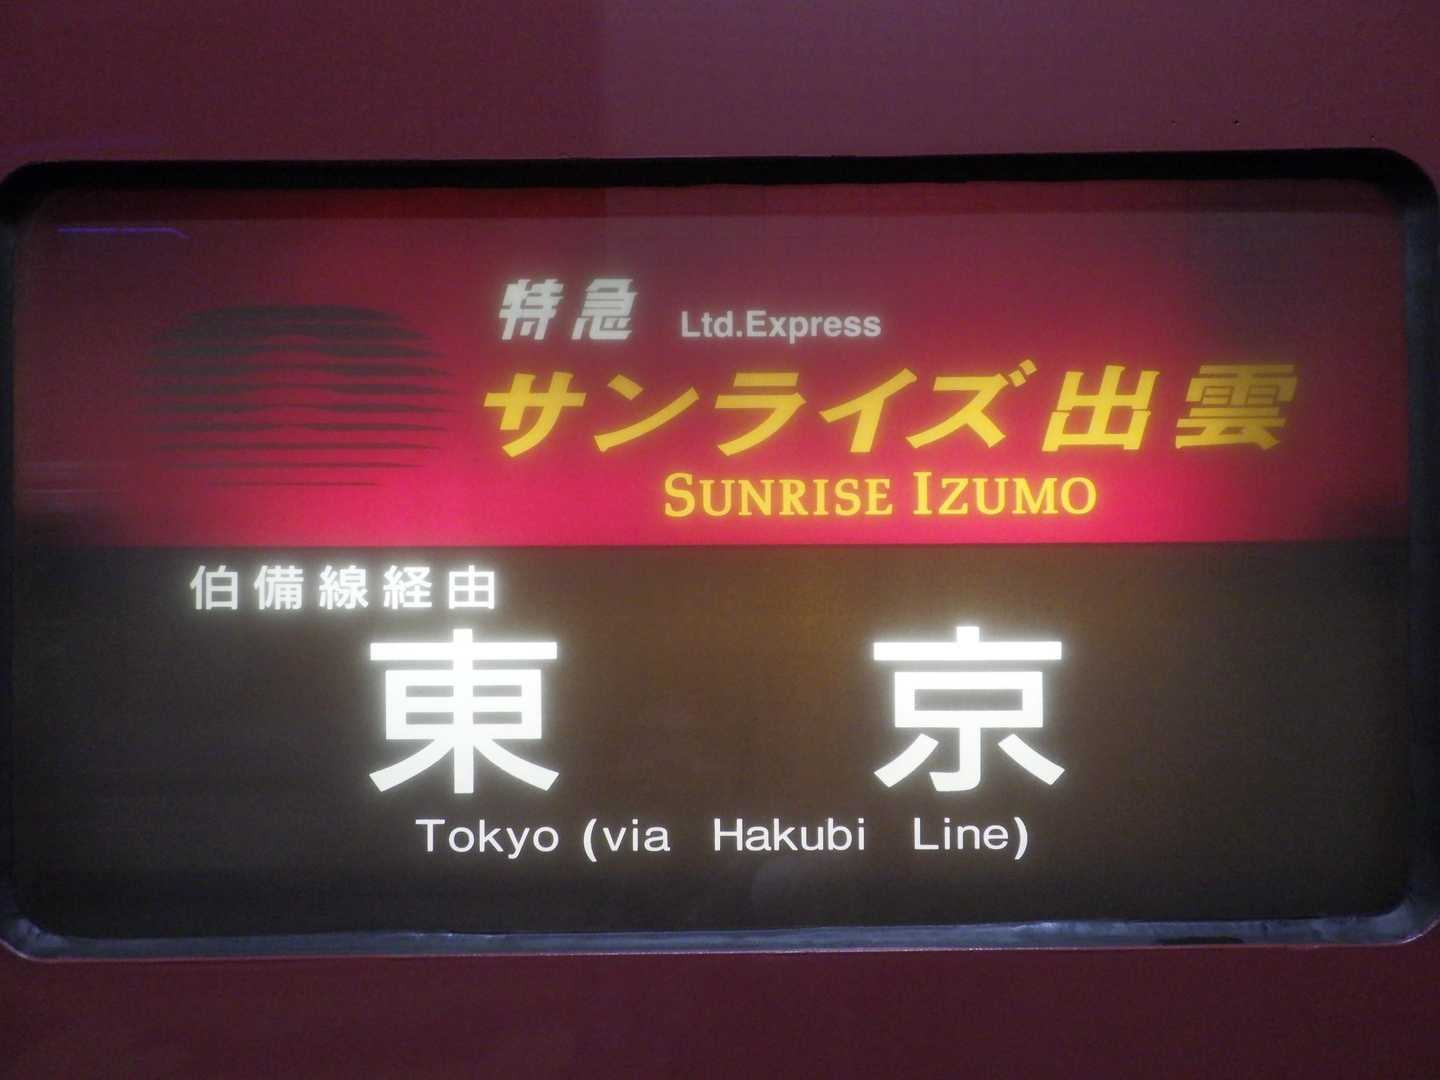 特急 Ltd.Express
サンライズ出雲
SUNRISE IZUMO
伯備線経由
東京
Tokyo (via Hakubi Line)